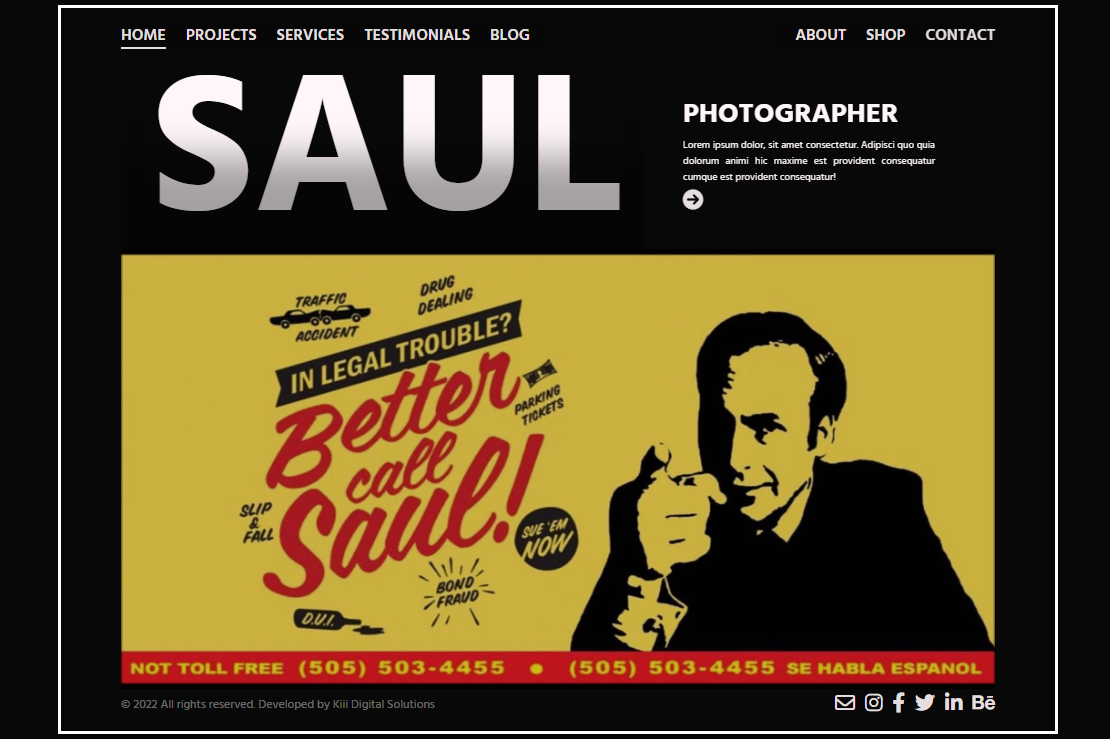 HOME PROJECTS SERVICES TESTIMONIALS BLOG ABOUT SHOP CONTACT
SAUL
PHOTOGRAPHER
Lorem ipsum dolor, sit amet consectetur. Adipisci quo quia
dolorum animi hic maxime est provident consequatur
cumque est provident consequatur!
TRAFFIC
ACCIDENT
DRUG
DEALING
IN LEGAL TROUBLE?
Better
call
Saul!
PARKING
TICKETS
SLIP
&
FALL
SUE 'EM
NOW
BOND
FRAUD
D.U.I.
NOT TOLL FREE (505) 503-4455 • (505) 503-4455 SE HABLA ESPANOL
© 2022 All rights reserved. Developed by Kiii Digital Solutions
Bē